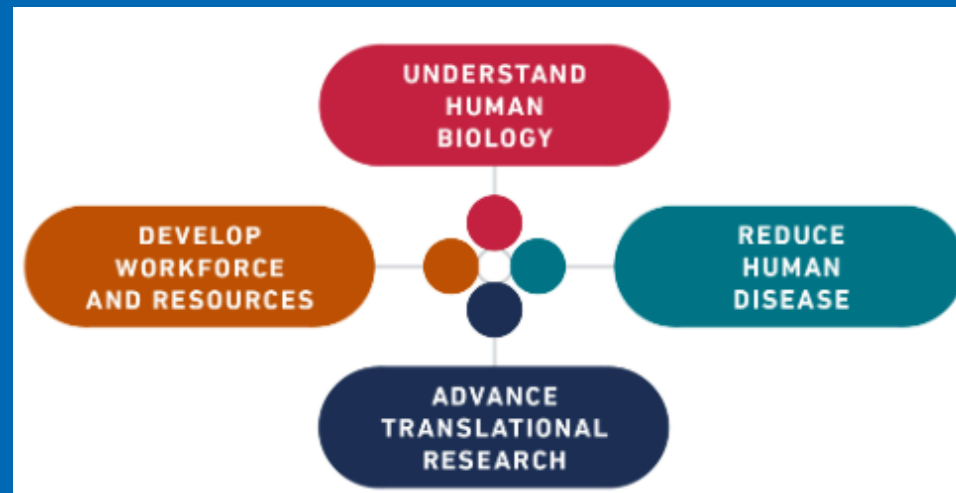 UNDERSTAND
HUMAN
BIOLOGY
DEVELOP
WORKFORCE
AND RESOURCES
REDUCE
HUMAN
DISEASE
ADVANCE
TRANSLATIONAL
RESEARCH